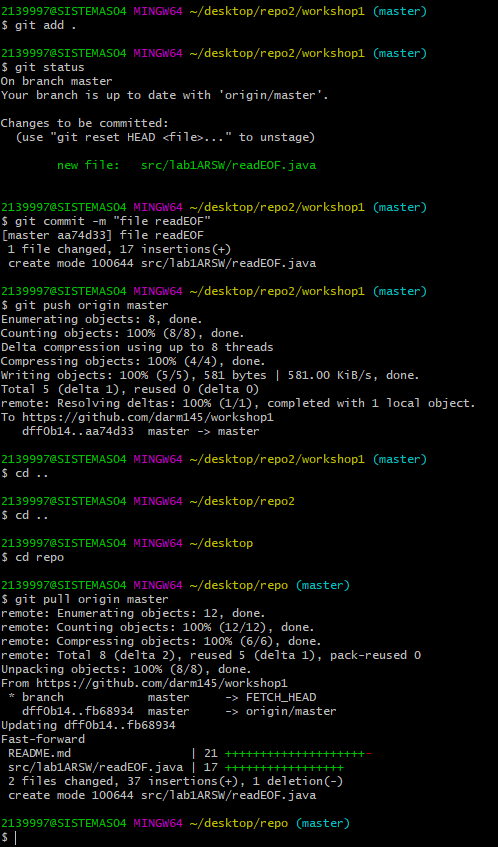 2139997@SISTEMASO4 MINGW64 ~/desktop/repo2/workshop1 (master)
$ git add .
2139997@SISTEMASO4 MINGW64 ~/desktop/repo2/workshop1 (master)
$ git status
On branch master
Your branch is up to date with 'origin/master'.
Changes to be committed:
  (use "git reset HEAD <file>..." to unstage)
        new file:   src/lab1ARSW/readEOF.java
2139997@SISTEMASO4 MINGW64 ~/desktop/repo2/workshop1 (master)
$ git commit -m "file readEOF"
[master aa74d33] file readEOF
 1 file changed, 17 insertions(+)
 create mode 100644 src/lab1ARSW/readEOF.java
2139997@SISTEMASO4 MINGW64 ~/desktop/repo2/workshop1 (master)
$ git push origin master
Enumerating objects: 8, done.
Counting objects: 100% (8/8), done.
Delta compression using up to 8 threads
Compressing objects: 100% (4/4), done.
Writing objects: 100% (5/5), 581 bytes | 581.00 KiB/s, done.
Total 5 (delta 1), reused 0 (delta 0)
remote: Resolving deltas: 100% (1/1), completed with 1 local object.
To https://github.com/darm145/workshop1
   dff0b14..aa74d33  master -> master
2139997@SISTEMASO4 MINGW64 ~/desktop/repo2/workshop1 (master)
$ cd ..
2139997@SISTEMASO4 MINGW64 ~/desktop/repo2
$ cd ..
2139997@SISTEMASO4 MINGW64 ~/desktop
$ cd repo
2139997@SISTEMASO4 MINGW64 ~/desktop/repo (master)
$ git pull origin master
remote: Enumerating objects: 12, done.
remote: Counting objects: 100% (12/12), done.
remote: Compressing objects: 100% (6/6), done.
remote: Total 8 (delta 2), reused 5 (delta 1), pack-reused 0
Unpacking objects: 100% (8/8), done.
From https://github.com/darm145/workshop1
 * branch            master     -> FETCH_HEAD
   dff0b14..fb68934  master     -> origin/master
Updating dff0b14..fb68934
Fast-forward
 README.md                 | 21 ++++++++++++++++++++-
 src/lab1ARSW/readEOF.java | 17 +++++++++++++++++
 2 files changed, 37 insertions(+), 1 deletion(-)
 create mode 100644 src/lab1ARSW/readEOF.java
2139997@SISTEMASO4 MINGW64 ~/desktop/repo (master)
$